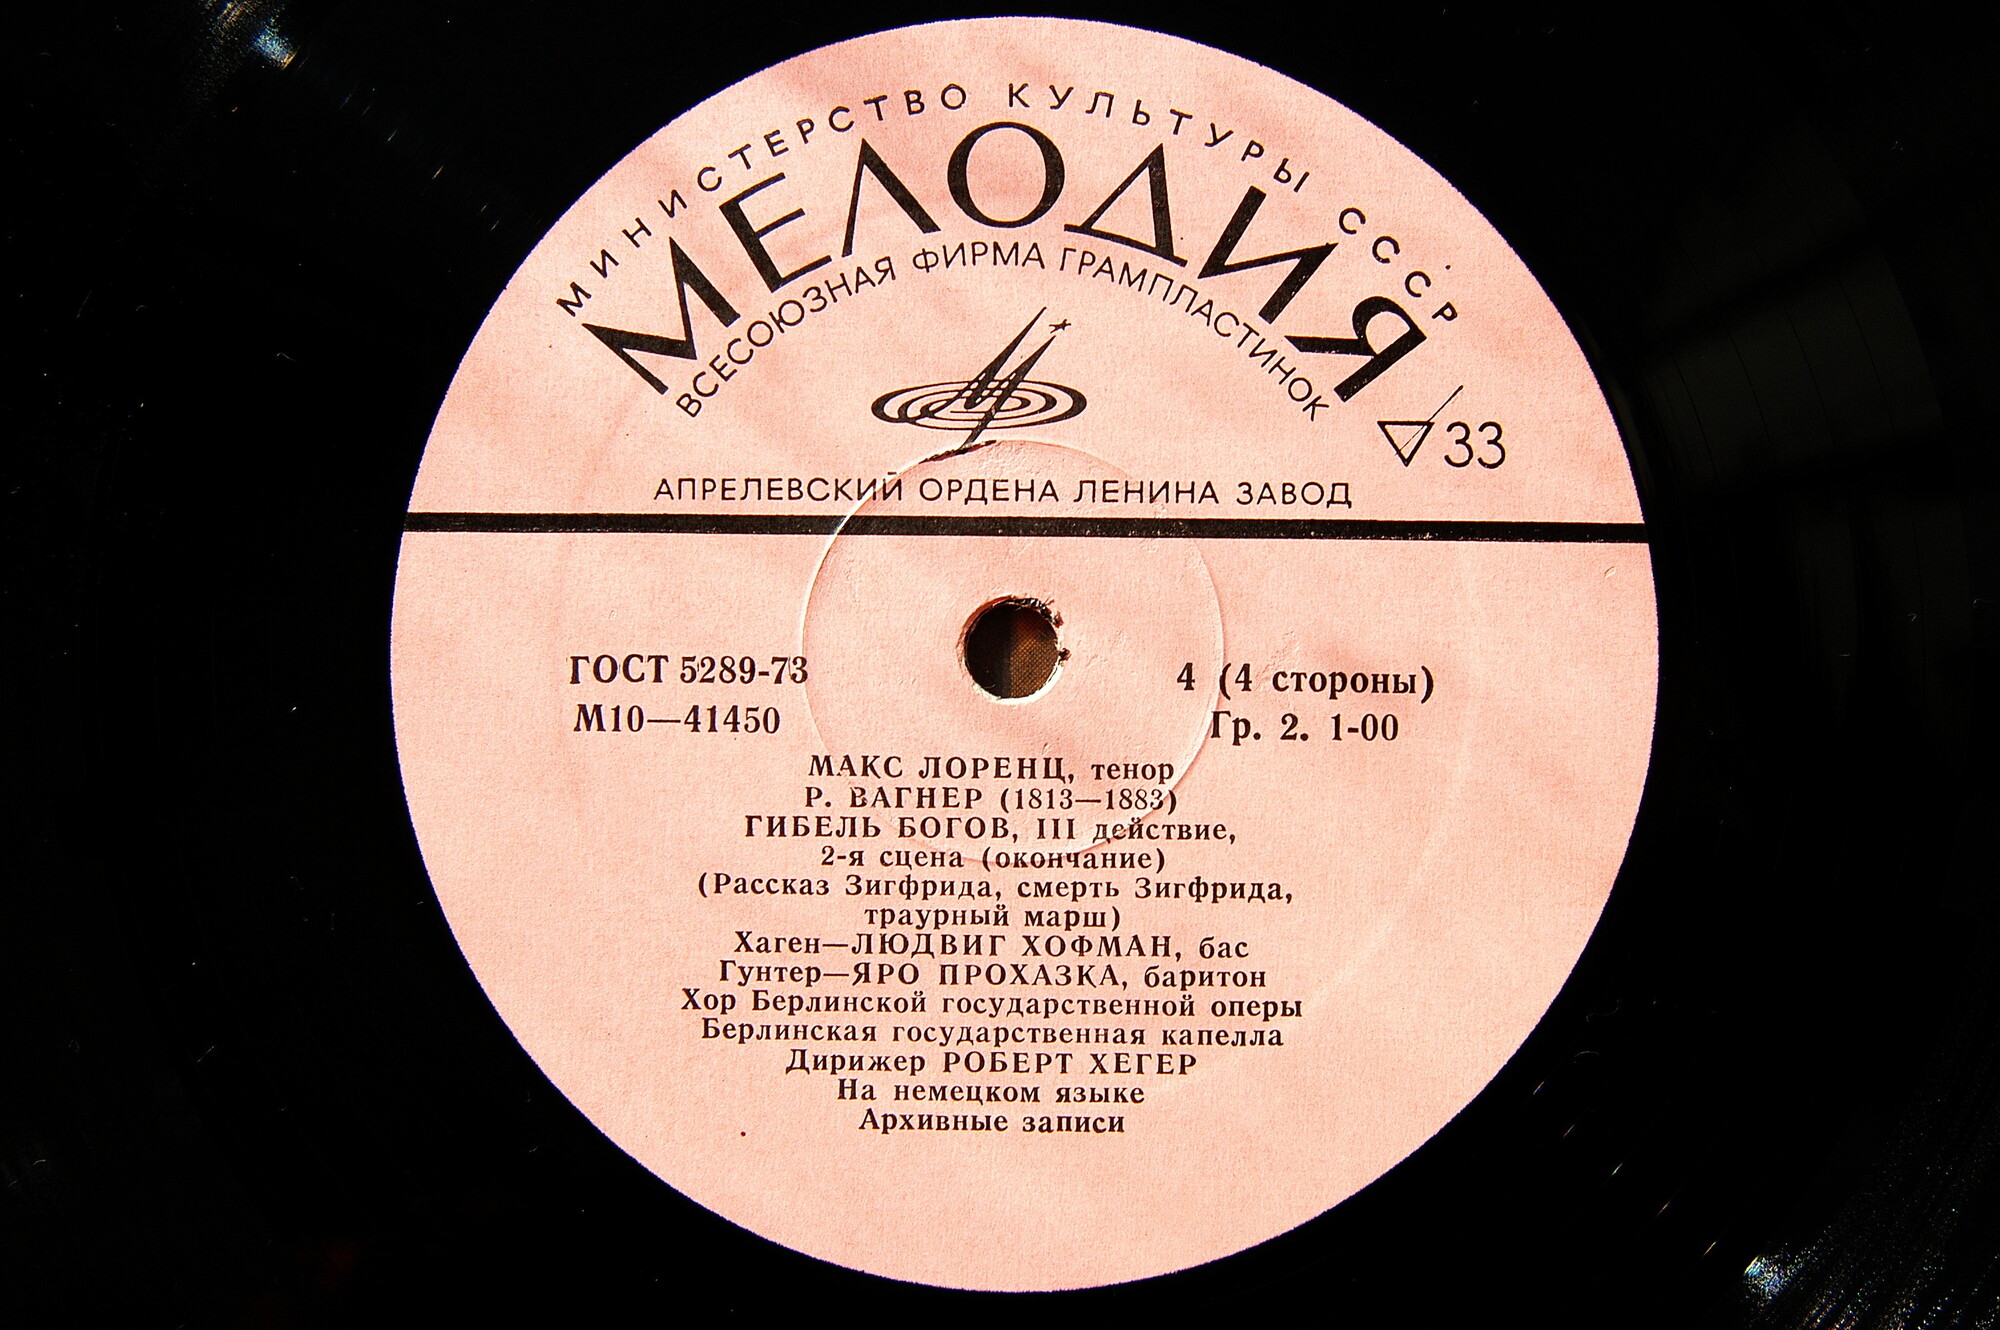 МИНИСТЕРСТВО КУЛЬТУРЫ СССР
МЕЛОДИЯ
ВСЕСОЮЗНАЯ ФИРМА ГРАМПЛАСТИНОК
33
АПРЕЛЕВСКИЙ ОРДЕНА ЛЕНИНА ЗАВОД
ГОСТ 5289-73
М10—41450
4 (4 стороны)
Гр. 2. 1-00
МАКС ЛОРЕНЦ, тенор
Р. ВАГНЕР (1813—1883)
ГИБЕЛЬ БОГОВ, III действие,
2-я сцена (окончание)
(Рассказ Зигфрида, смерть Зигфрида,
траурный марш)
Хаген—ЛЮДВИГ ХОФМАН, бас
Гунтер—ЯРО ПРОХАЗКА, баритон
Хор Берлинской государственной оперы
Берлинская государственная капелла
Дирижер РОБЕРТ ХЕГЕР
На немецком языке
Архивные записи